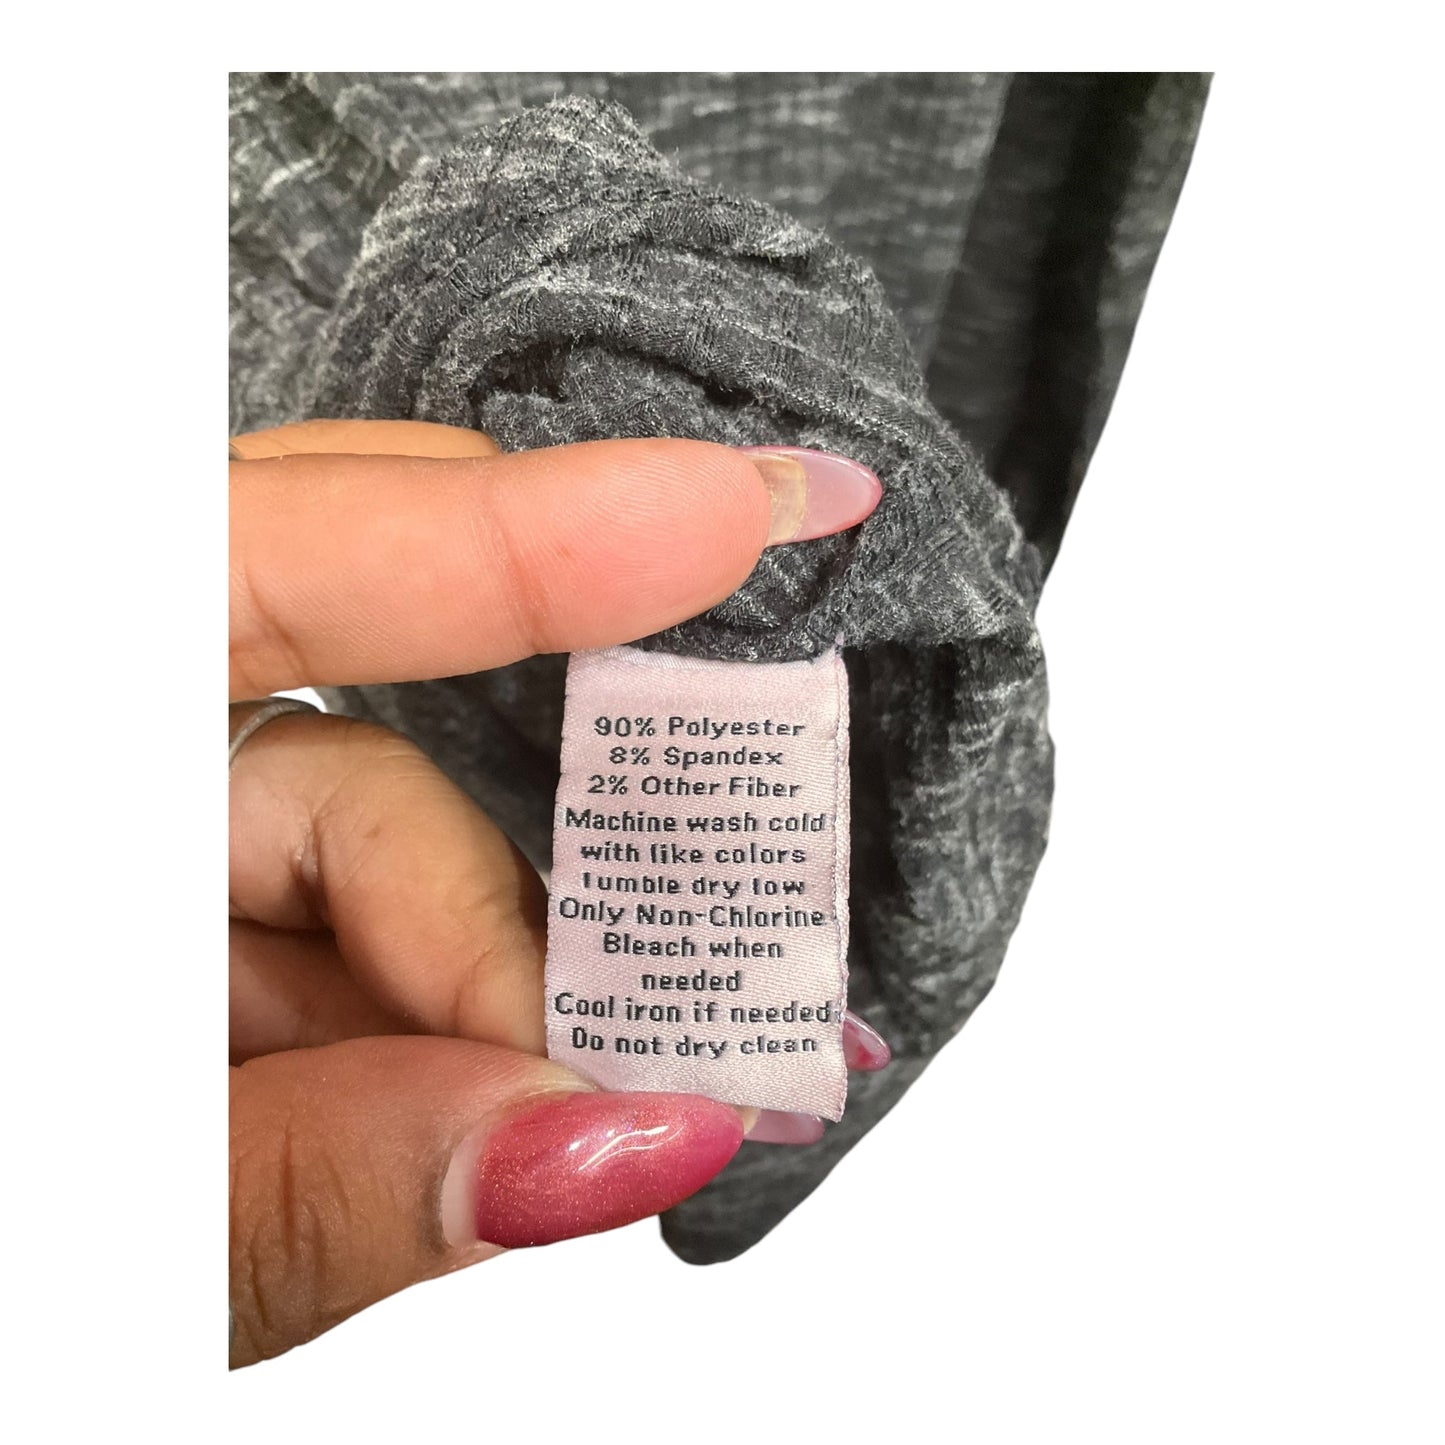 90% Polyester
8% Spandex
2% Other Fiber
Machine wash cold
with like colors
Tumble dry low
Only Non-Chlorine
Bleach when
needed
Cool iron if needed
Do not dry clean